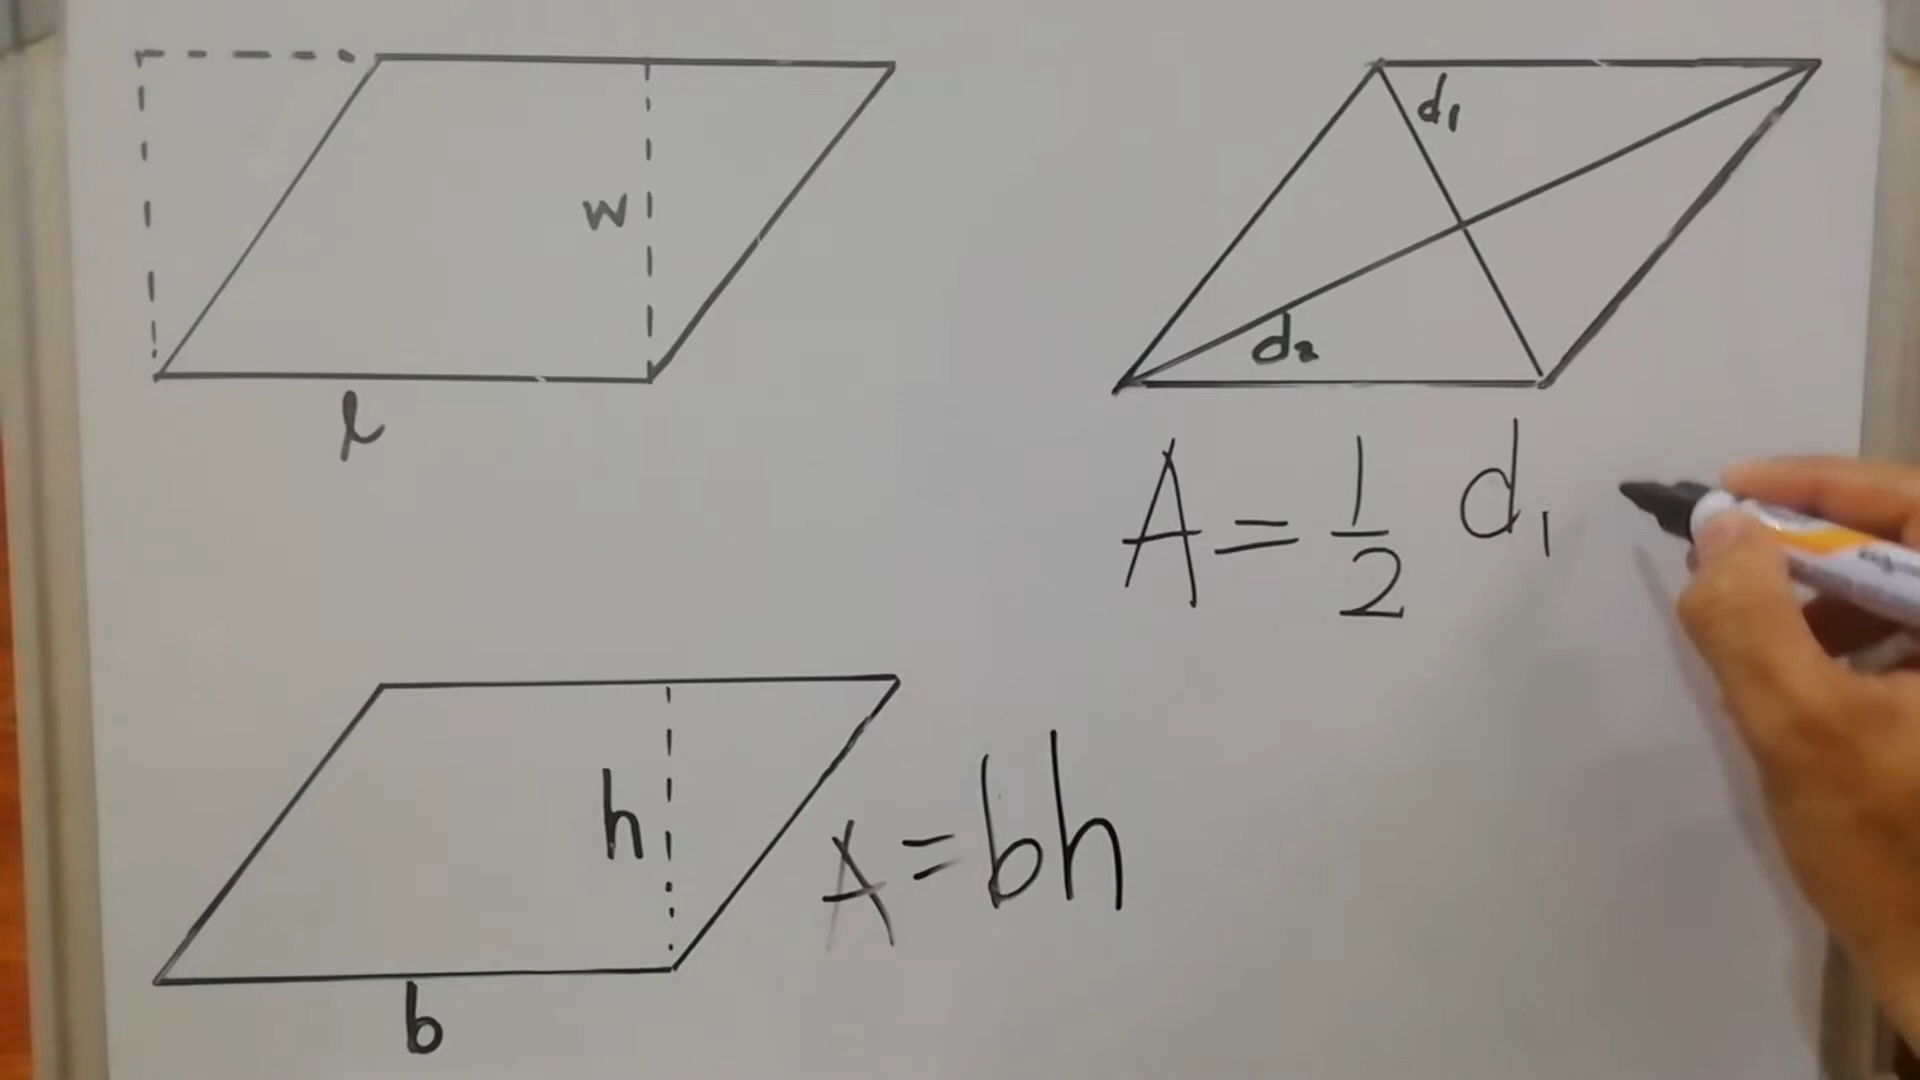 w
l
d₁
d₂
A = 1/2 d₁
h
b
A = bh